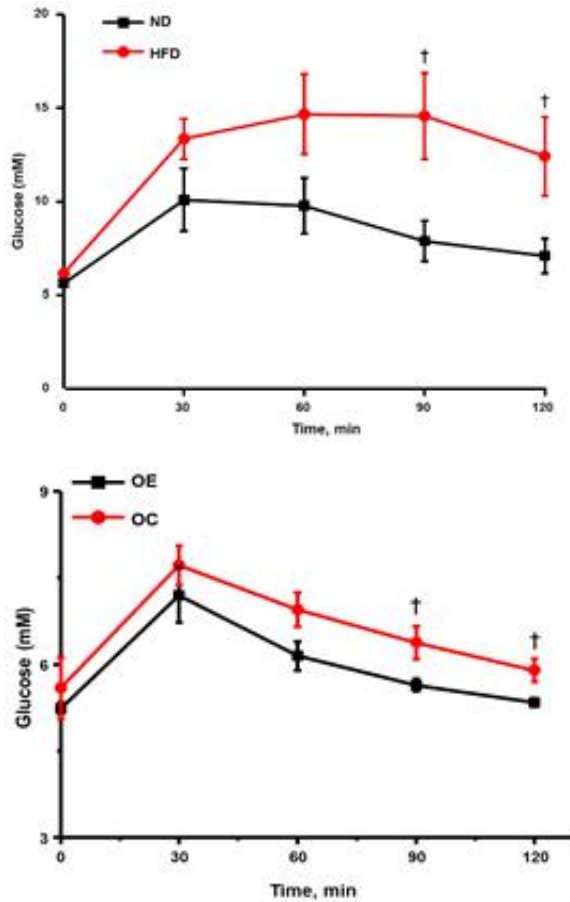 20
ND
HFD
†
†
15
10
5
0
Glucose (mM)
0 30 60 90 120
Time, min
OE
OC
9
†
†
6
3
Glucose (mM)
0 30 60 90 120
Time, min